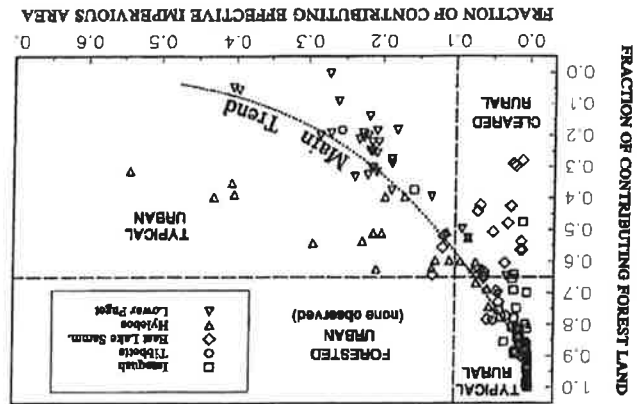 FRACTION OF CONTRIBUTING FOREST LAND
1.0
0.9
0.8
0.7
0.6
0.5
0.4
0.3
0.2
0.1
0.0
TYPICAL
RURAL
FORESTED
URBAN
(none observed)
Issaquah
Tibbetts
East Lake Samm.
Hylebos
Lower Puget
TYPICAL
URBAN
CLEARED
RURAL
Main Trend
0.0 0.1 0.2 0.3 0.4 0.5
FRACTION OF CONTRIBUTING EFFECTIVE IMPERVIOUS AREA